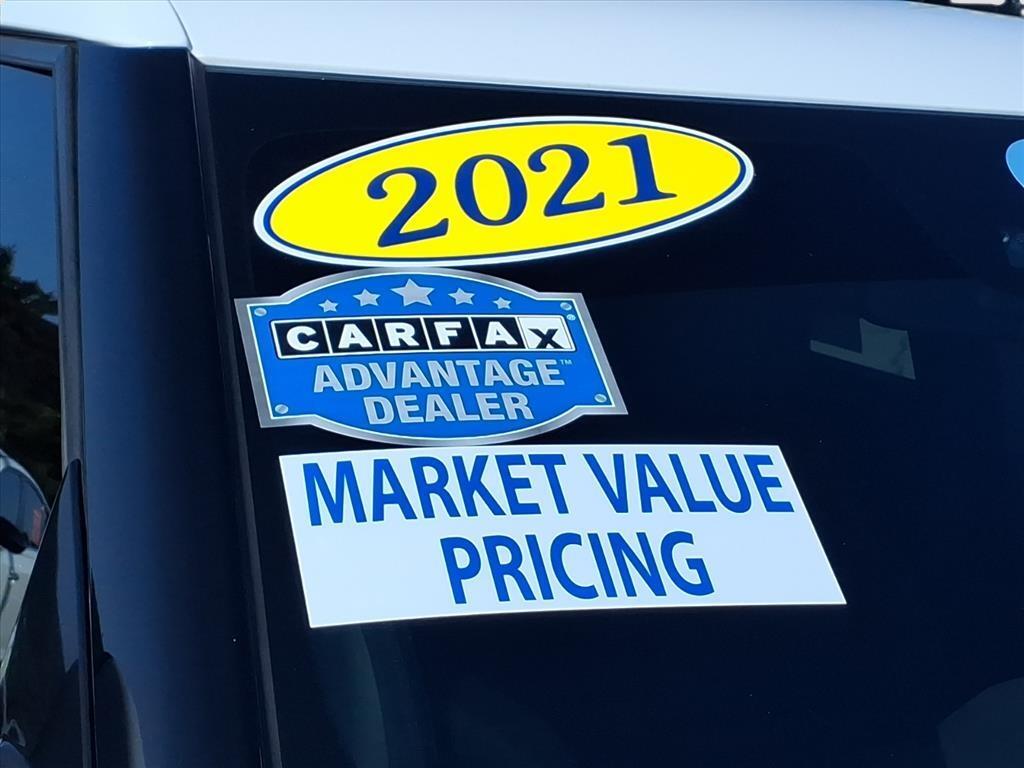 2021
CARFAX®
ADVANTAGE™
DEALER
MARKET VALUE
PRICING